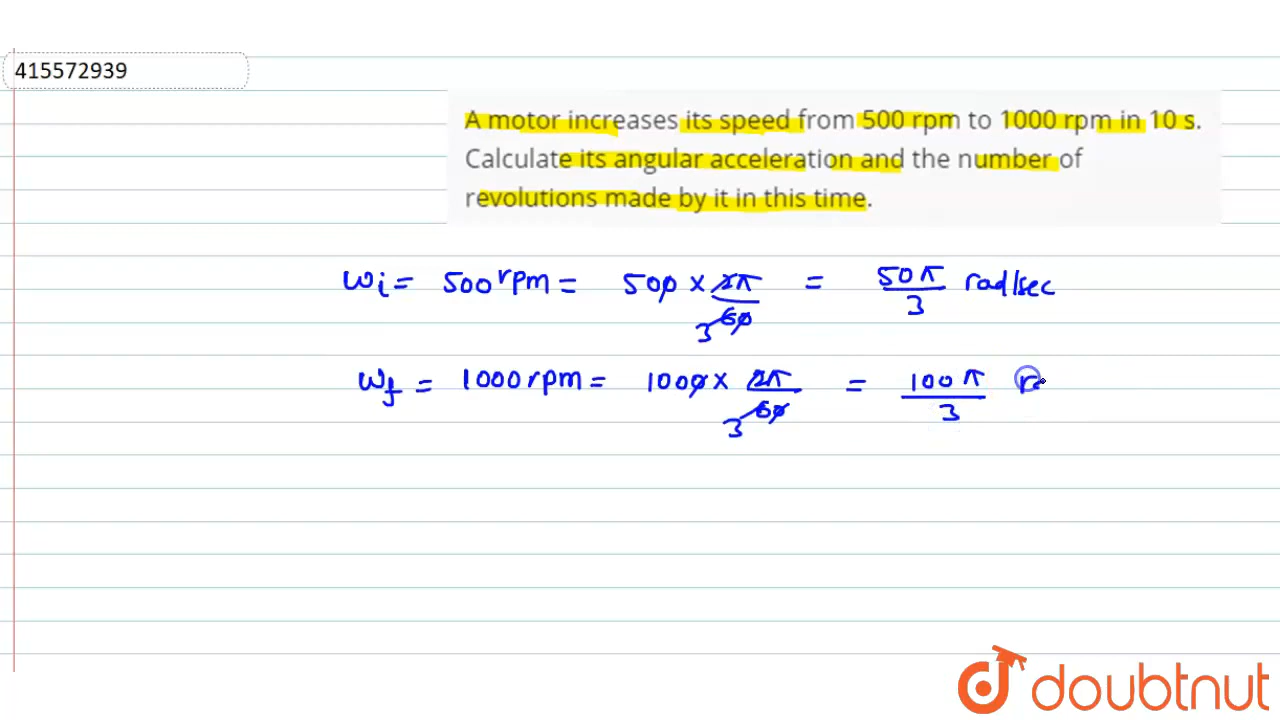 415572939
A motor increases its speed from 500 rpm to 1000 rpm in 10 s.
Calculate its angular acceleration and the number of
revolutions made by it in this time.
ωi = 500 rpm = 500 × 2π/60 3 = 50π/3 rad/sec
ωf = 1000 rpm = 1000 × 2π/60 3 = 100π/3
doubtnut